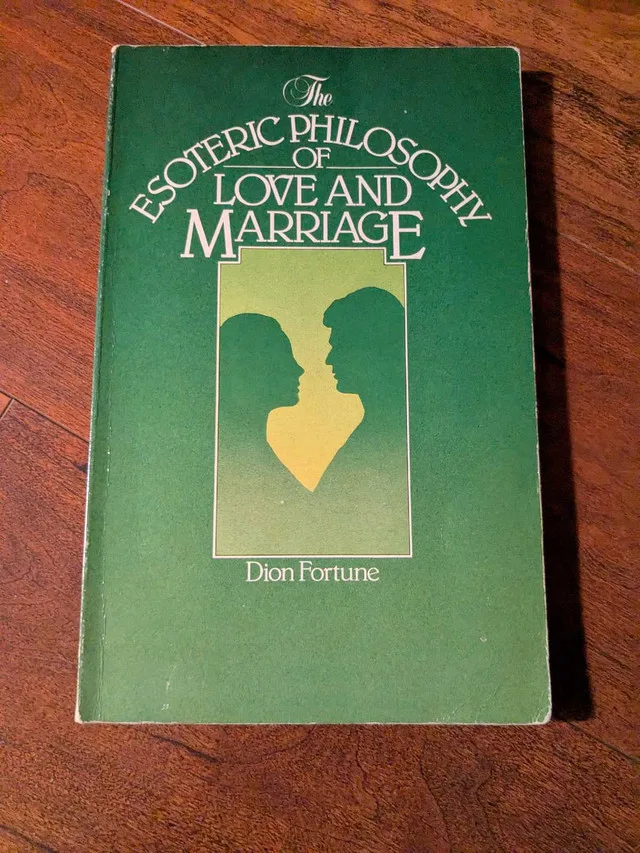 The
ESOTERIC PHILOSOPHY
OF
LOVE AND
MARRIAGE
Dion Fortune